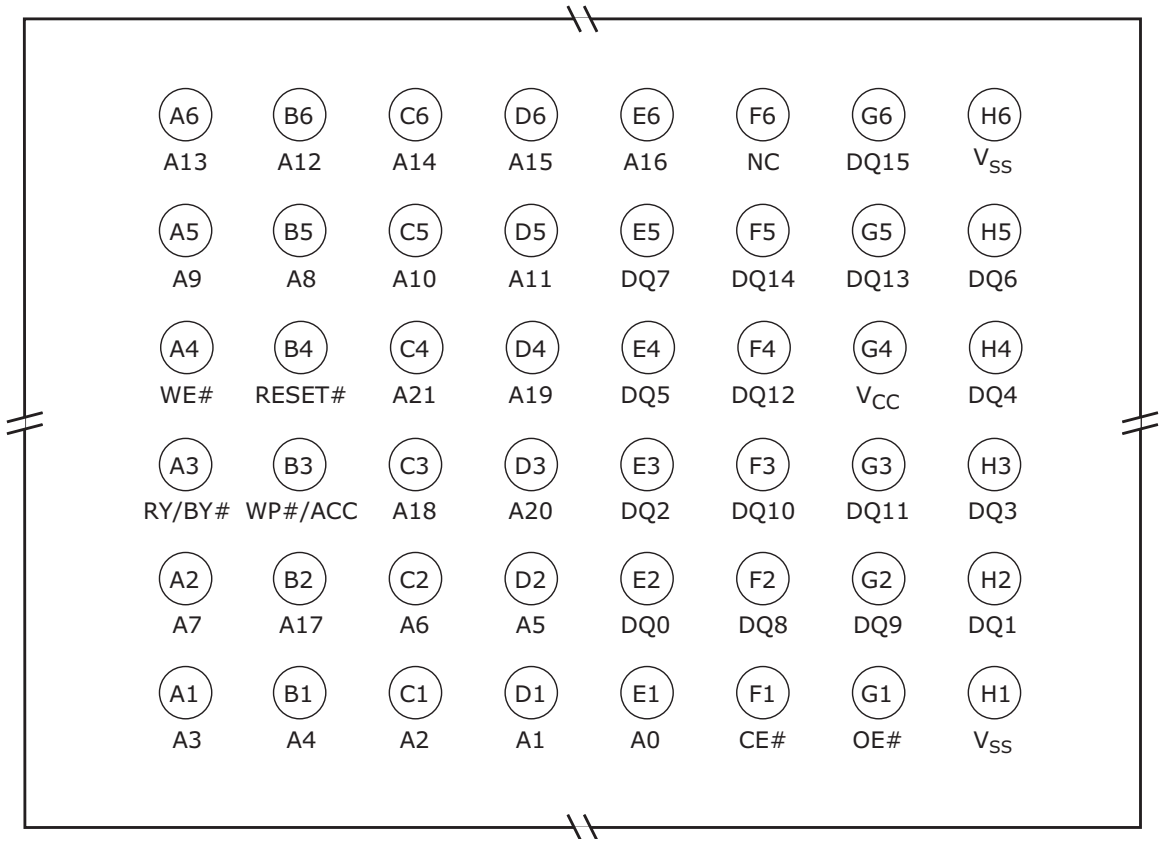 A6 B6 C6 D6 E6 F6 G6 H6
A13 A12 A14 A15 A16 NC DQ15 VSS
A5 B5 C5 D5 E5 F5 G5 H5
A9 A8 A10 A11 DQ7 DQ14 DQ13 DQ6
A4 B4 C4 D4 E4 F4 G4 H4
WE# RESET# A21 A19 DQ5 DQ12 VCC DQ4
A3 B3 C3 D3 E3 F3 G3 H3
RY/BY# WP#/ACC A18 A20 DQ2 DQ10 DQ11 DQ3
A2 B2 C2 D2 E2 F2 G2 H2
A7 A17 A6 A5 DQ0 DQ8 DQ9 DQ1
A1 B1 C1 D1 E1 F1 G1 H1
A3 A4 A2 A1 A0 CE# OE# VSS